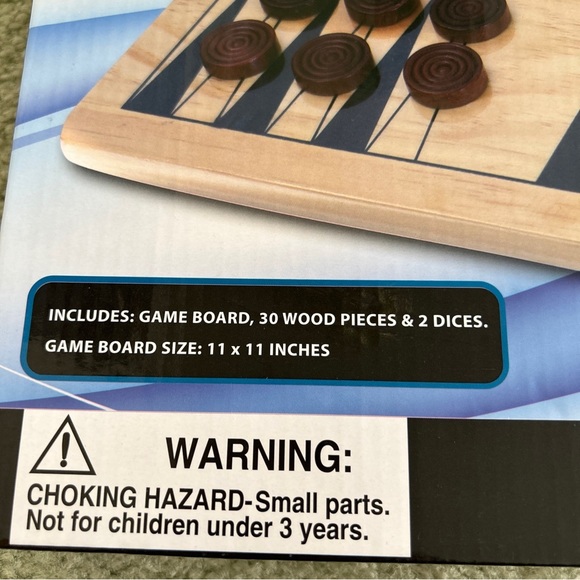 INCLUDES: GAME BOARD, 30 WOOD PIECES & 2 DICES.
GAME BOARD SIZE: 11 x 11 INCHES
WARNING:
CHOKING HAZARD-Small parts.
Not for children under 3 years.